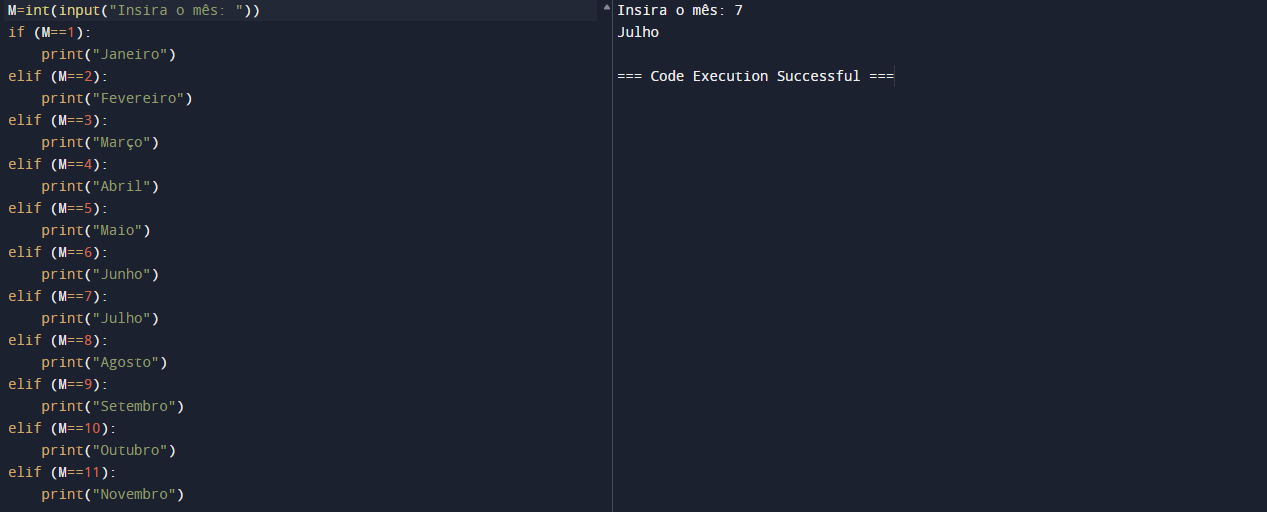 M=int(input("Insira o mês: "))
if (M==1):
    print("Janeiro")
elif (M==2):
    print("Fevereiro")
elif (M==3):
    print("Março")
elif (M==4):
    print("Abril")
elif (M==5):
    print("Maio")
elif (M==6):
    print("Junho")
elif (M==7):
    print("Julho")
elif (M==8):
    print("Agosto")
elif (M==9):
    print("Setembro")
elif (M==10):
    print("Outubro")
elif (M==11):
    print("Novembro")
Insira o mês: 7
Julho
=== Code Execution Successful ===